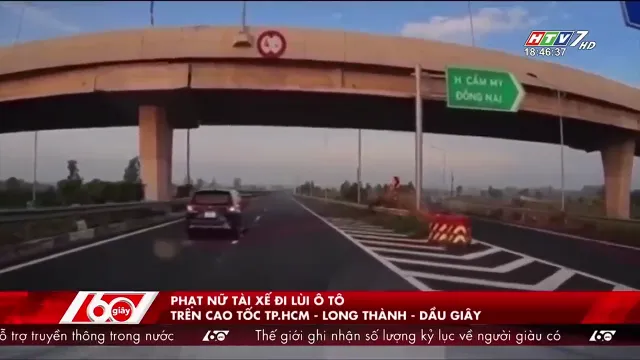 HTV7 HD
18:46:37
H. CẨM MỸ
ĐỒNG NAI
60 giây
PHẠT NỮ TÀI XẾ ĐI LÙI Ô TÔ
TRÊN CAO TỐC TP.HCM - LONG THÀNH - DẦU GIÂY
ỗ trợ truyền thông trong nước 60 Thế giới ghi nhận số lượng kỷ lục về người giàu có 60